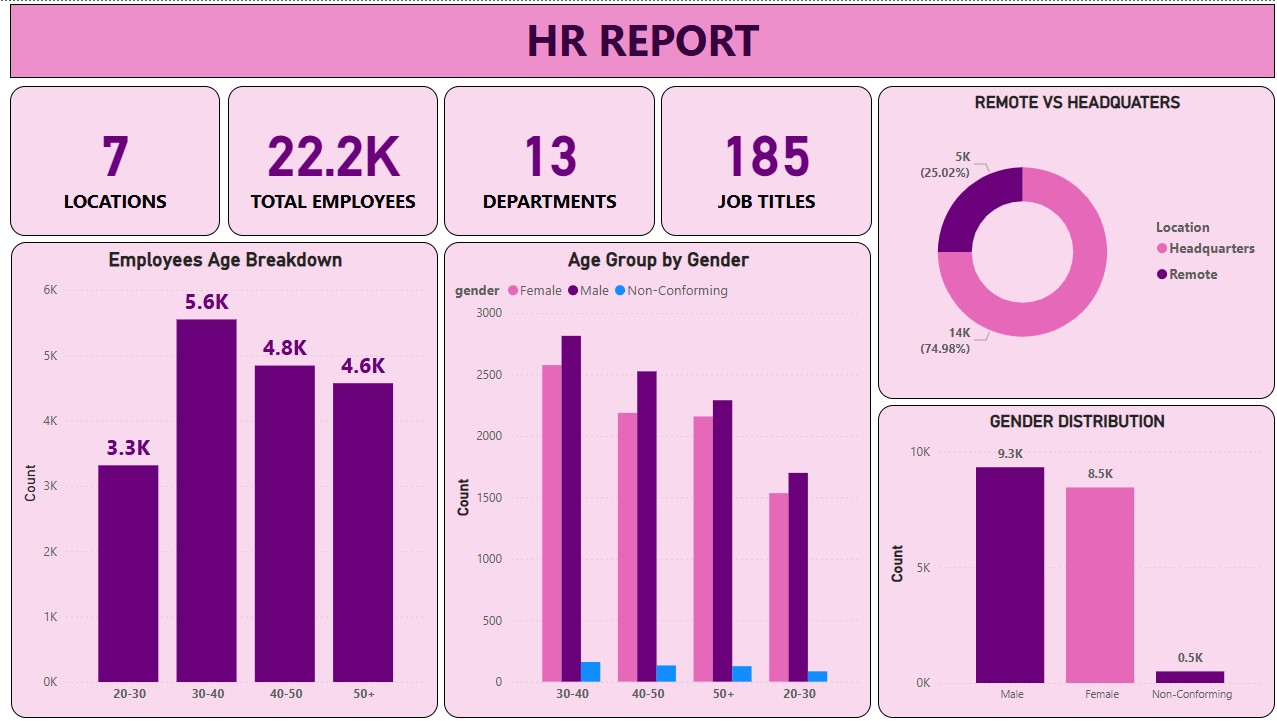 HR REPORT
7
LOCATIONS
22.2K
TOTAL EMPLOYEES
13
DEPARTMENTS
185
JOB TITLES
REMOTE VS HEADQUATERS
5K
(25.02%)
14K
(74.98%)
Location
Headquarters
Remote
Employees Age Breakdown
Count
6K
5K
4K
3K
2K
1K
0K
3.3K
5.6K
4.8K
4.6K
20-30
30-40
40-50
50+
Age Group by Gender
gender Female Male Non-Conforming
Count
3000
2500
2000
1500
1000
500
0
30-40
40-50
50+
20-30
GENDER DISTRIBUTION
Count
10K
5K
0K
9.3K
8.5K
0.5K
Male
Female
Non-Conforming